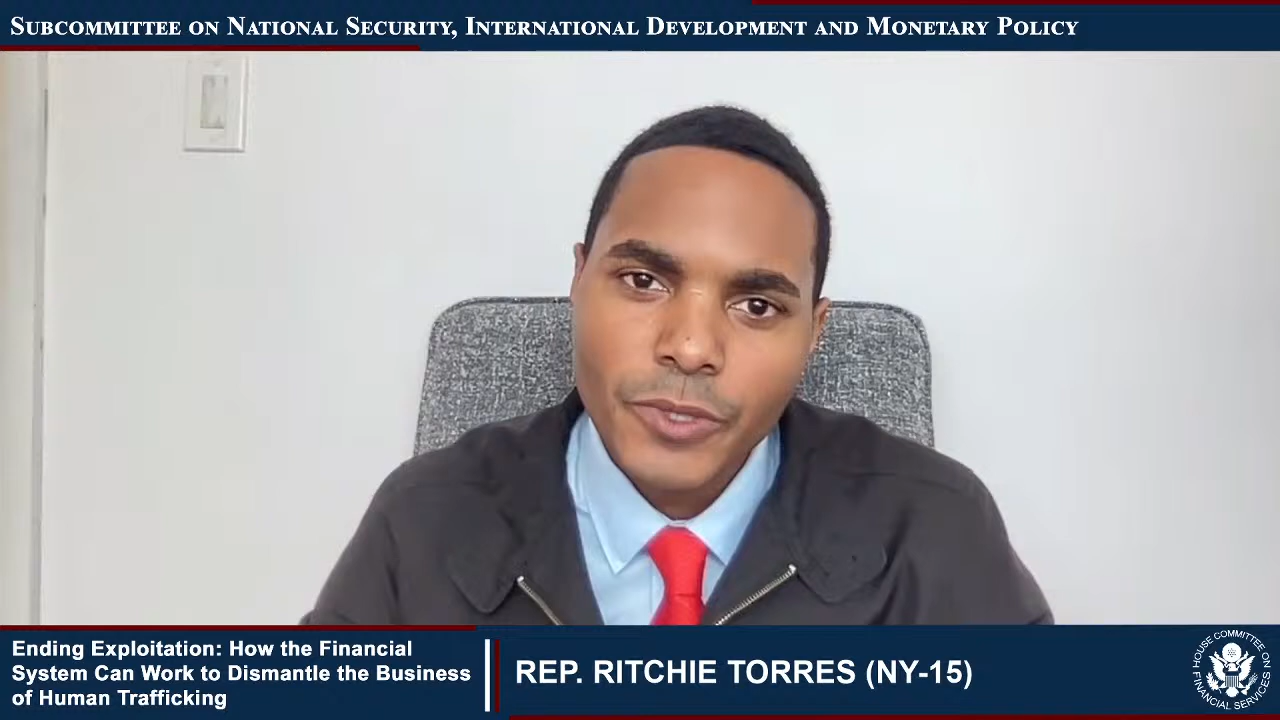 SUBCOMMITTEE ON NATIONAL SECURITY, INTERNATIONAL DEVELOPMENT AND MONETARY POLICY
Ending Exploitation: How the Financial
System Can Work to Dismantle the Business
of Human Trafficking
REP. RITCHIE TORRES (NY-15)
HOUSE COMMITTEE ON
FINANCIAL SERVICES